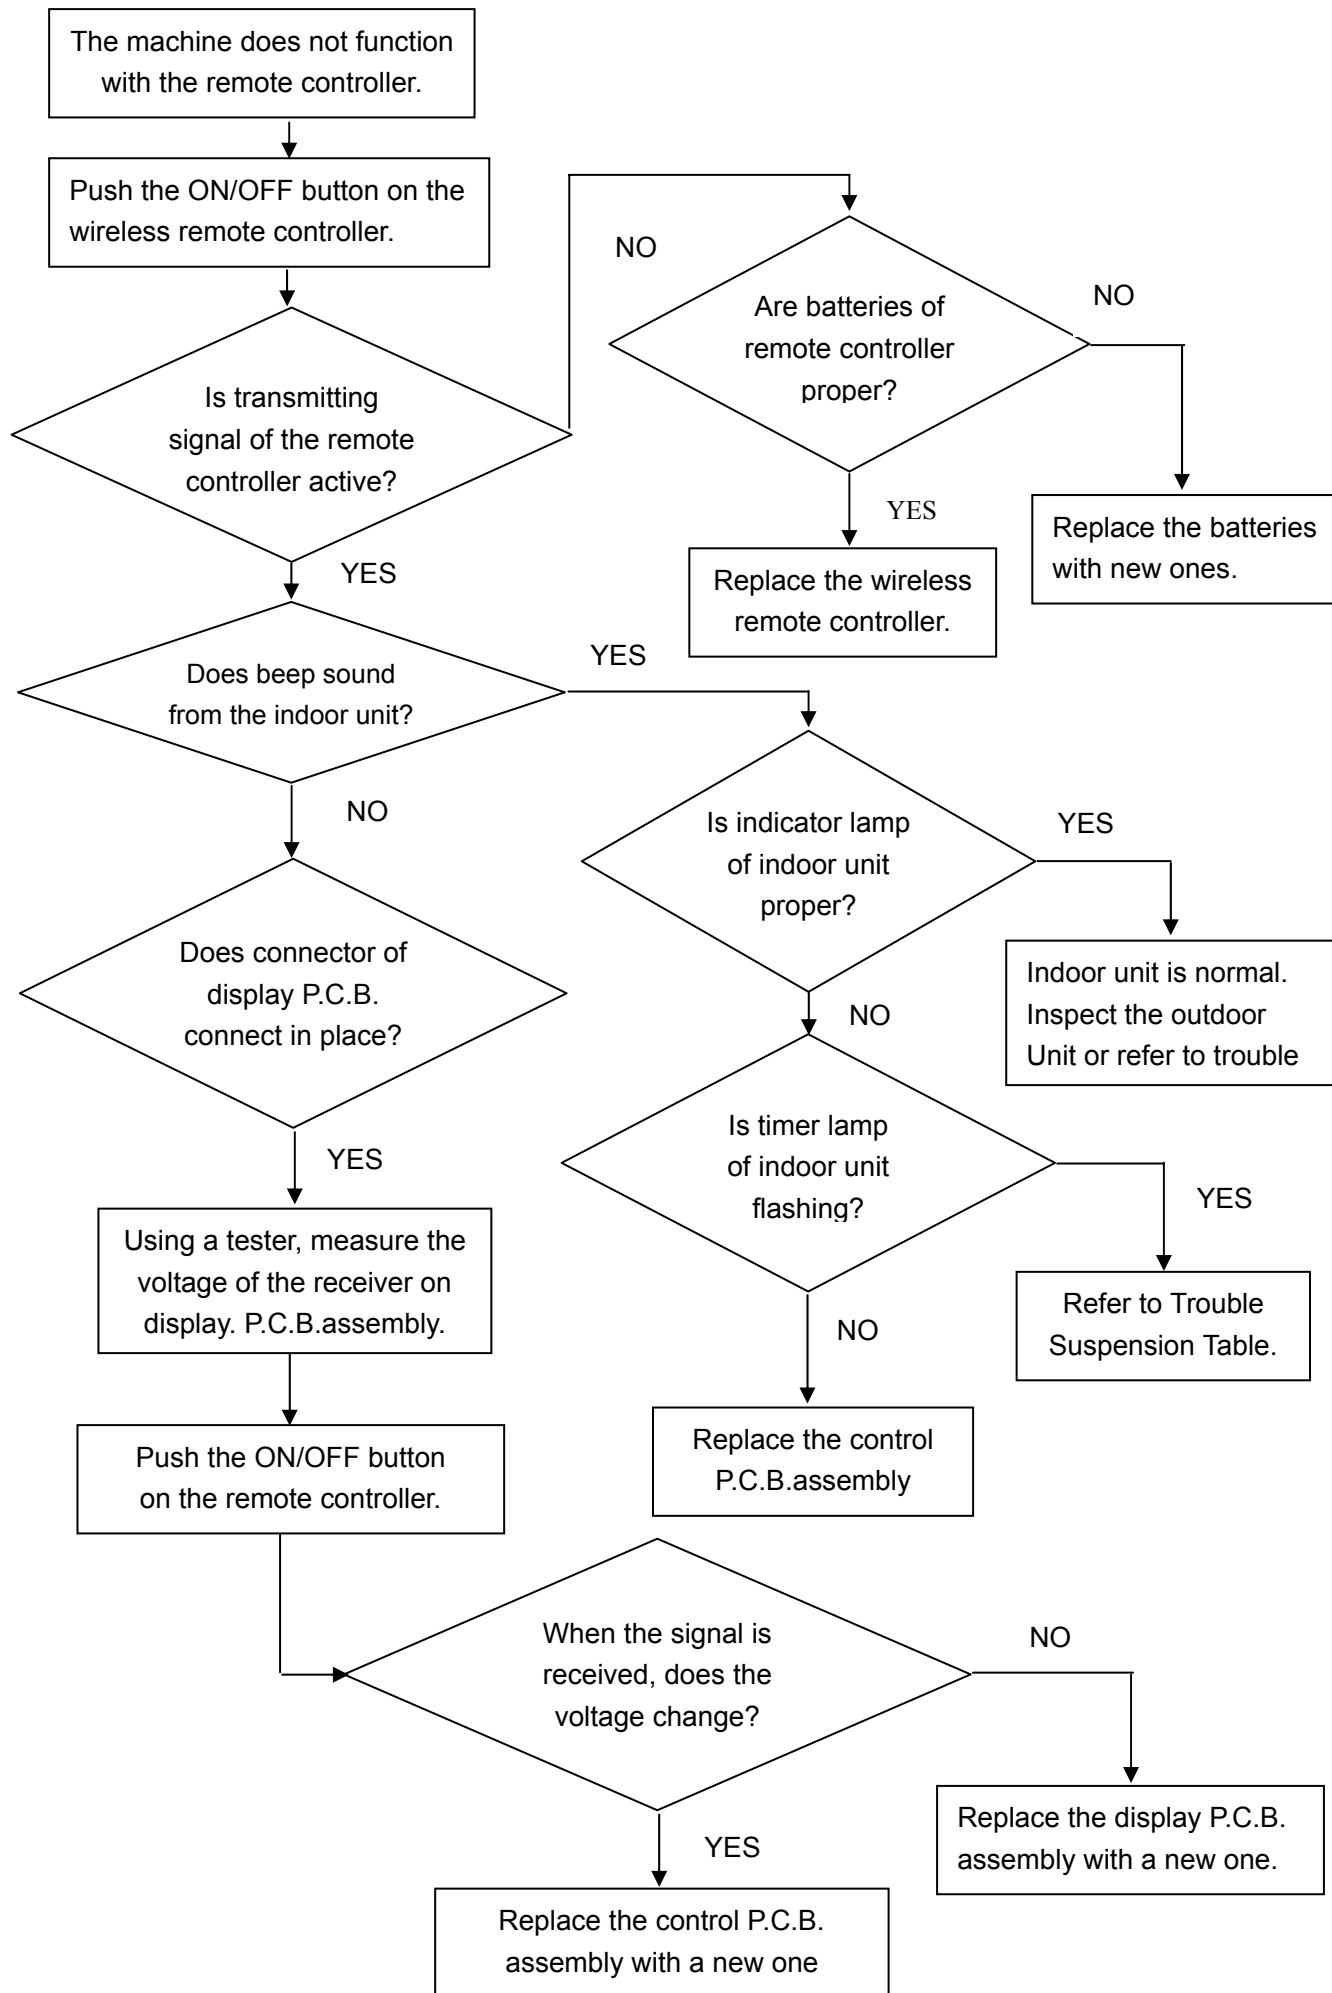 The machine does not function
with the remote controller.
Push the ON/OFF button on the
wireless remote controller.
NO
Are batteries of
remote controller
proper?
NO
Is transmitting
signal of the remote
controller active?
YES
Replace the batteries
with new ones.
YES
Replace the wireless
remote controller.
Does beep sound
from the indoor unit?
YES
NO
Is indicator lamp
of indoor unit
proper?
YES
Does connector of
display P.C.B.
connect in place?
Indoor unit is normal.
Inspect the outdoor
Unit or refer to trouble
NO
Is timer lamp
of indoor unit
flashing?
YES
YES
Using a tester, measure the
voltage of the receiver on
display. P.C.B.assembly.
Refer to Trouble
Suspension Table.
NO
Push the ON/OFF button
on the remote controller.
Replace the control
P.C.B.assembly
When the signal is
received, does the
voltage change?
NO
YES
Replace the display P.C.B.
assembly with a new one.
Replace the control P.C.B.
assembly with a new one